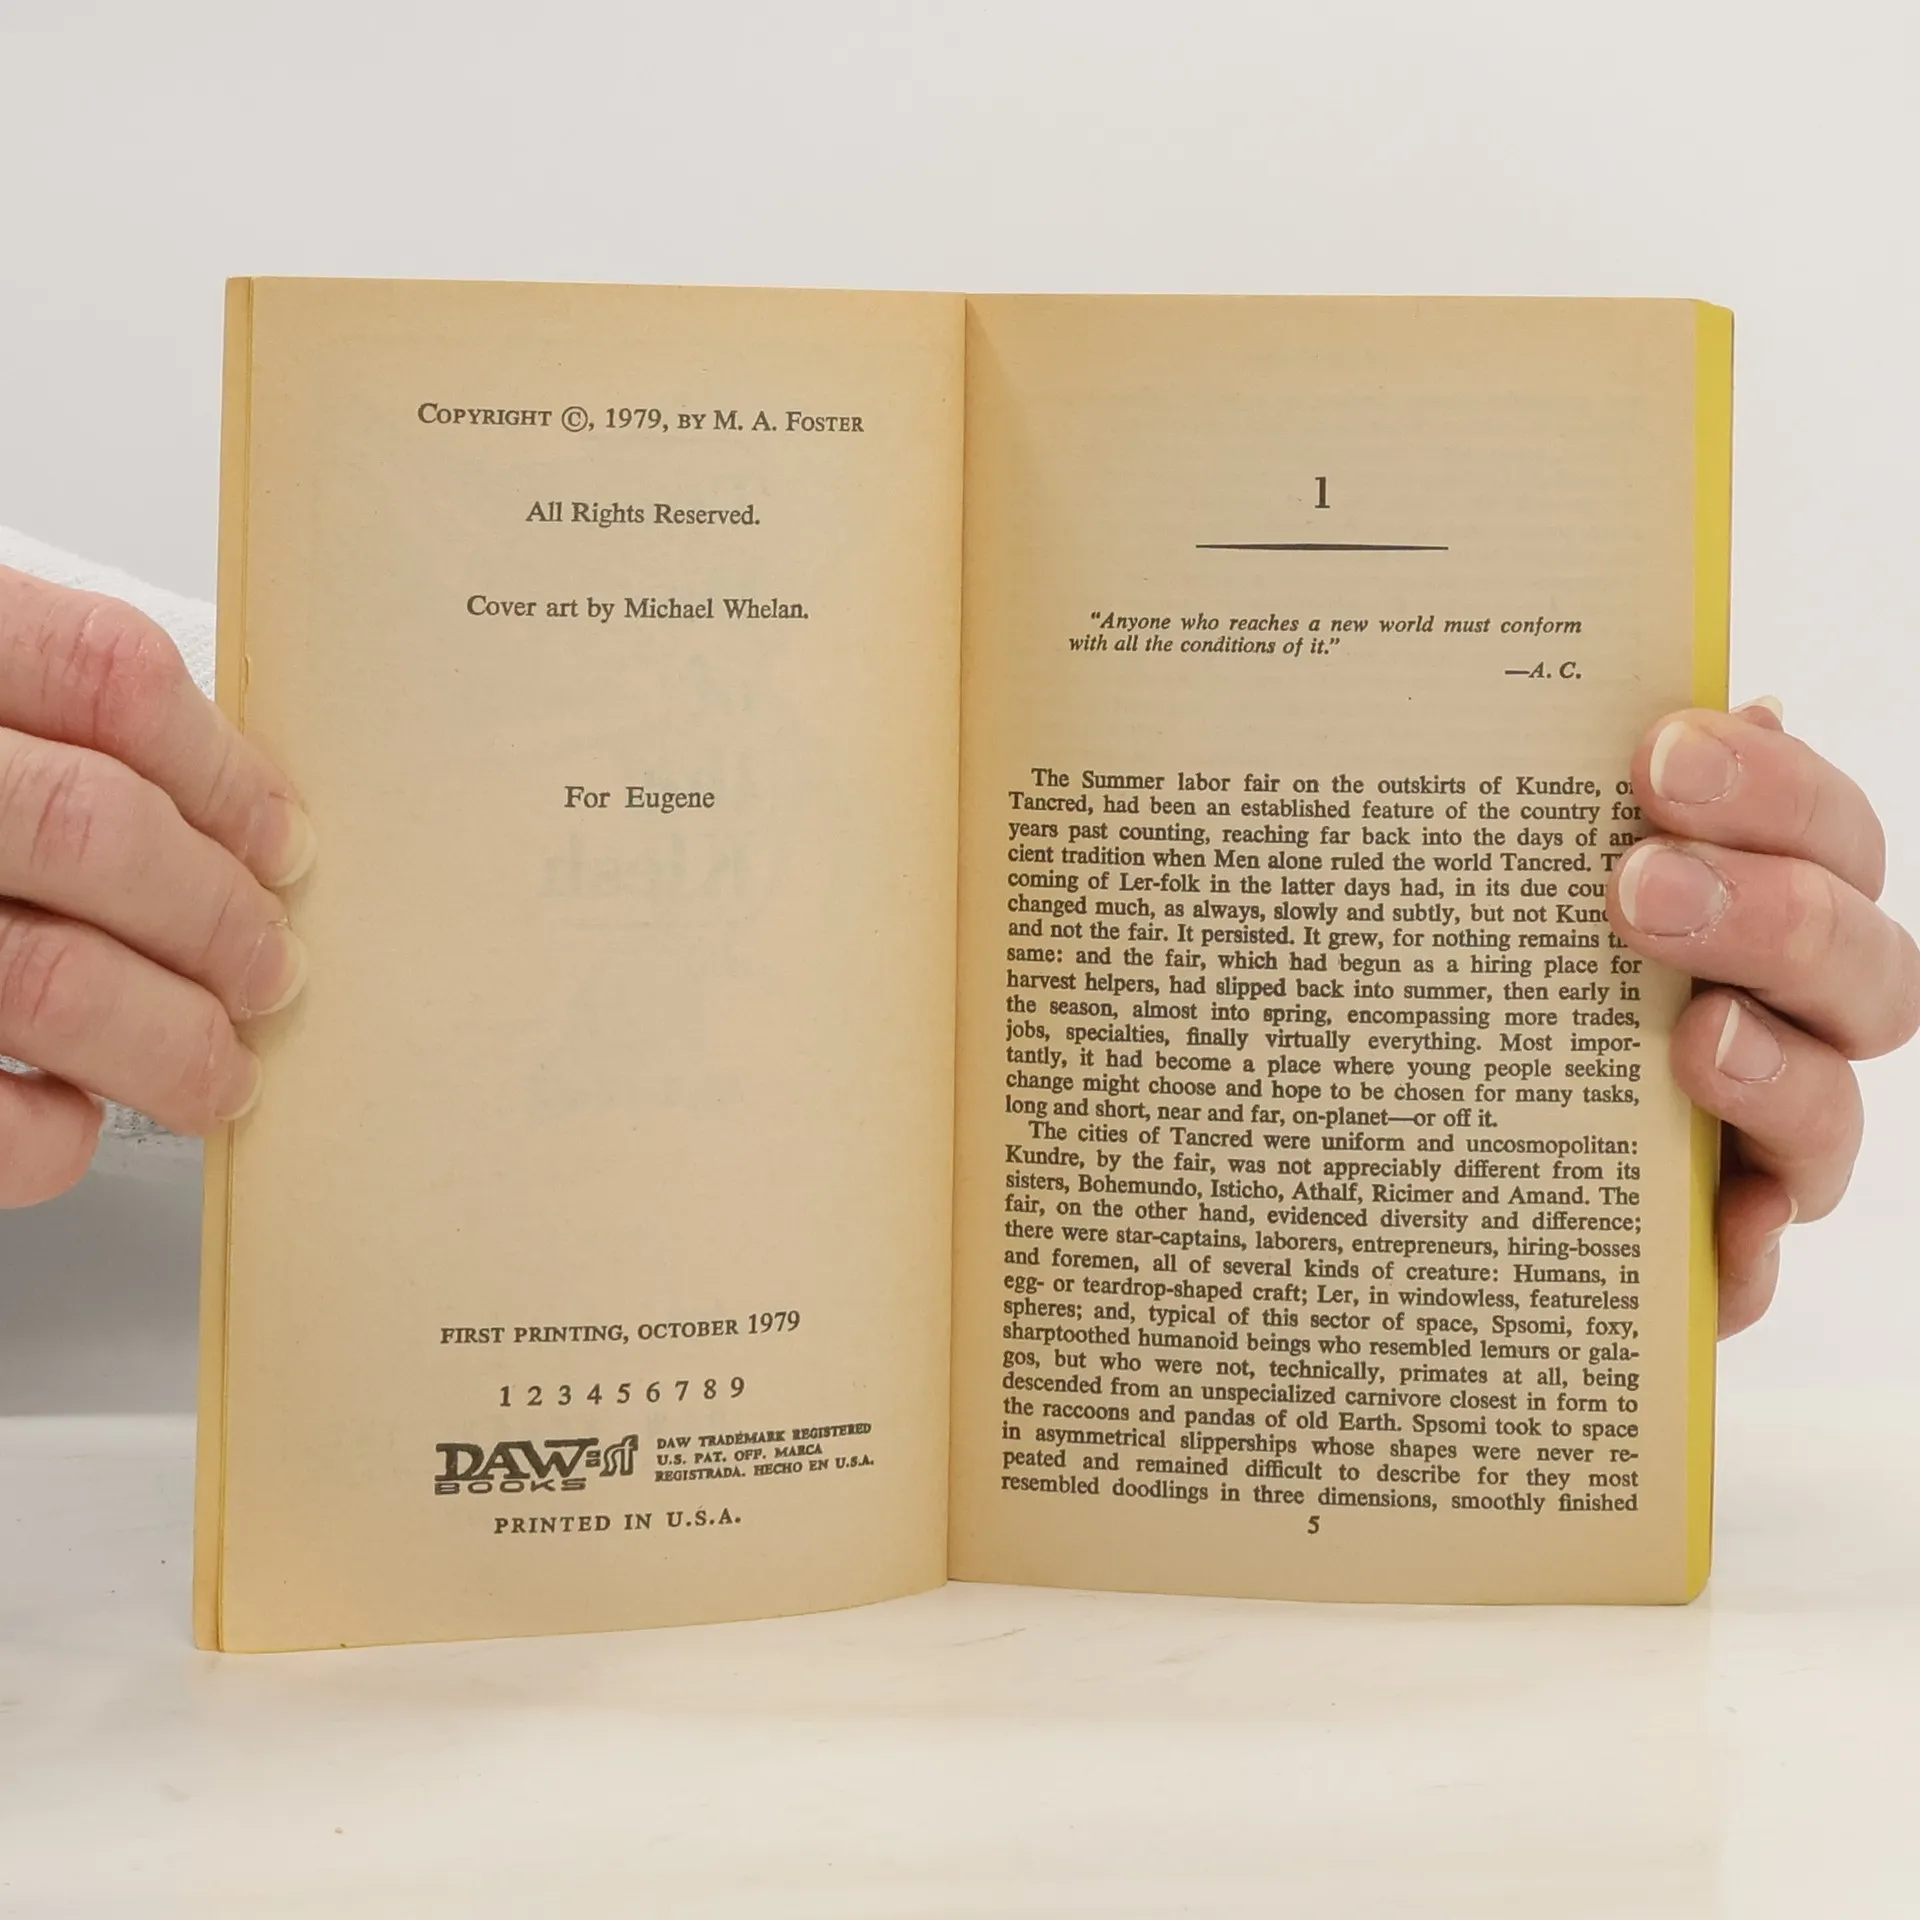 COPYRIGHT ©, 1979, BY M. A. FOSTER
All Rights Reserved.
Cover art by Michael Whelan.
For Eugene
FIRST PRINTING, OCTOBER 1979
1 2 3 4 5 6 7 8 9
DAW sf
BOOKS
DAW TRADEMARK REGISTERED
U.S. PAT. OFF. MARCA
REGISTRADA. HECHO EN U.S.A.
PRINTED IN U.S.A.
1
"Anyone who reaches a new world must conform
with all the conditions of it."
—A. C.
The Summer labor fair on the outskirts of Kundre,
Tancred, had been an established feature of the country for
years past counting, reaching far back into the days of an-
cient tradition when Men alone ruled the world Tancred.
coming of Ler-folk in the latter days had, in its due
changed much, as always, slowly and subtly, but not
and not the fair. It persisted. It grew, for nothing remains
same: and the fair, which had begun as a hiring place for
harvest helpers, had slipped back into summer, then early in
the season, almost into spring, encompassing more trades,
jobs, specialties, finally virtually everything. Most impor-
tantly, it had become a place where young people seeking
change might choose and hope to be chosen for many tasks,
long and short, near and far, on-planet—or off it.
The cities of Tancred were uniform and uncosmopolitan:
Kundre, by the fair, was not appreciably different from its
sisters, Bohemundo, Isticho, Athalf, Ricimer and Amand. The
fair, on the other hand, evidenced diversity and difference;
there were star-captains, laborers, entrepreneurs, hiring-bosses
and foremen, all of several kinds of creature: Humans, in
egg- or teardrop-shaped craft; Ler, in windowless, featureless
spheres; and, typical of this sector of space, Spsomi, foxy,
sharptoothed humanoid beings who resembled lemurs or gala-
gos, but who were not, technically, primates at all, being
descended from an unspecialized carnivore closest in form to
the raccoons and pandas of old Earth. Spsomi took to space
in asymmetrical slipperships whose shapes were never re-
peated and remained difficult to describe for they most
resembled doodlings in three dimensions, smoothly finished
5